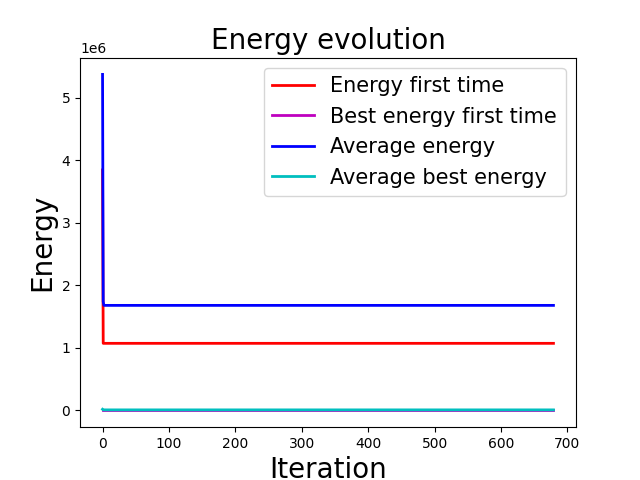 Energy evolution
1e6
Energy first time
Best energy first time
Average energy
Average best energy
Energy
5
4
3
2
1
0
0 100 200 300 400 500 600 700
Iteration